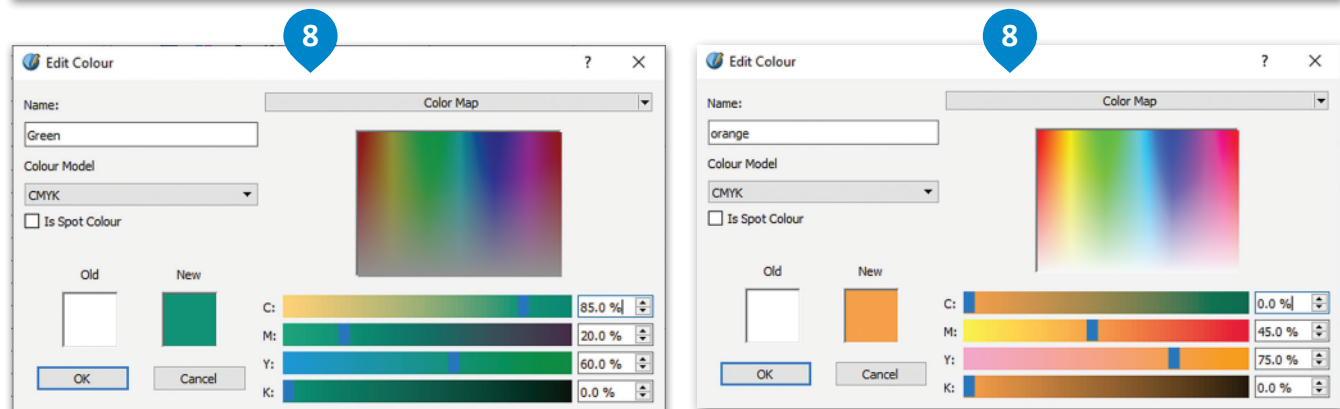 8
Edit Colour ? ×
Name:
Color Map
Green
Colour Model
CMYK
Is Spot Colour
Old New
C: 85.0 %
M: 20.0 %
Y: 60.0 %
K: 0.0 %
OK Cancel
8
Edit Colour ? ×
Name:
Color Map
orange
Colour Model
CMYK
Is Spot Colour
Old New
C: 0.0 %
M: 45.0 %
Y: 75.0 %
K: 0.0 %
OK Cancel